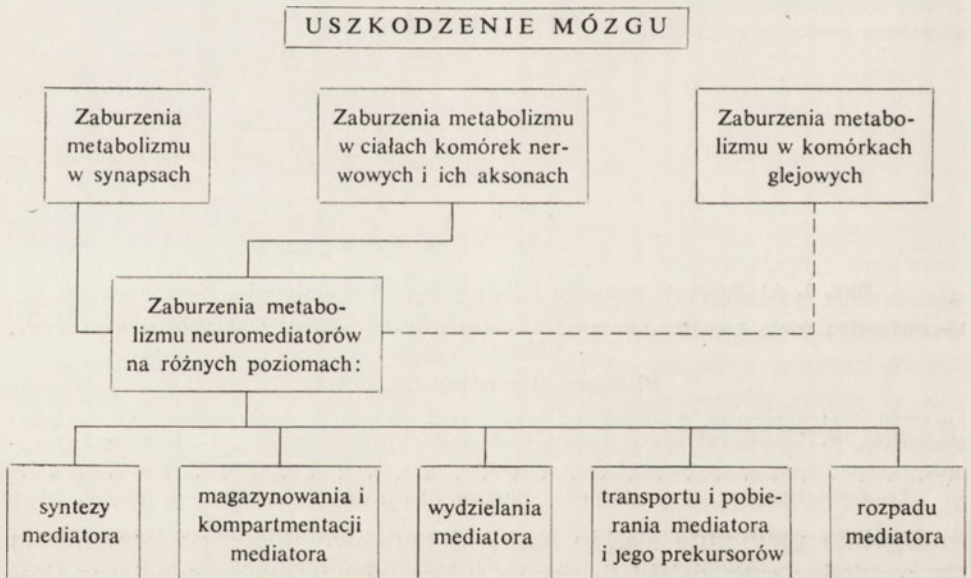 USZKODZENIE MÓZGU
Zaburzenia
metabolizmu
w synapsach
Zaburzenia metabolizmu
w ciałach komórek ner-
wowych i ich aksonach
Zaburzenia metabo-
lizmu w komórkach
glejowych
Zaburzenia metabo-
lizmu neuromediatorów
na różnych poziomach:
syntezy
mediatora
magazynowania i
kompartmentacji
mediatora
wydzielania
mediatora
transportu i pobie-
rania mediatora
i jego prekursorów
rozpadu
mediatora